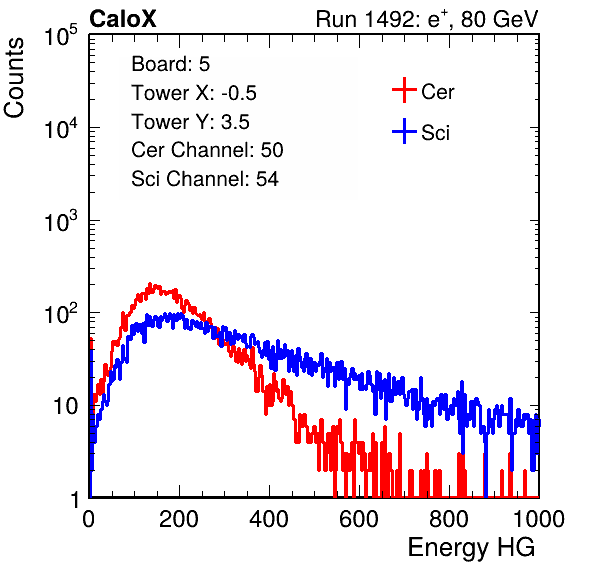 CaloX Run 1492: e⁺, 80 GeV
Counts
Board: 5
Tower X: -0.5
Tower Y: 3.5
Cer Channel: 50
Sci Channel: 54
Cer
Sci
10⁵
10⁴
10³
10²
10
1
0 200 400 600 800 1000
Energy HG